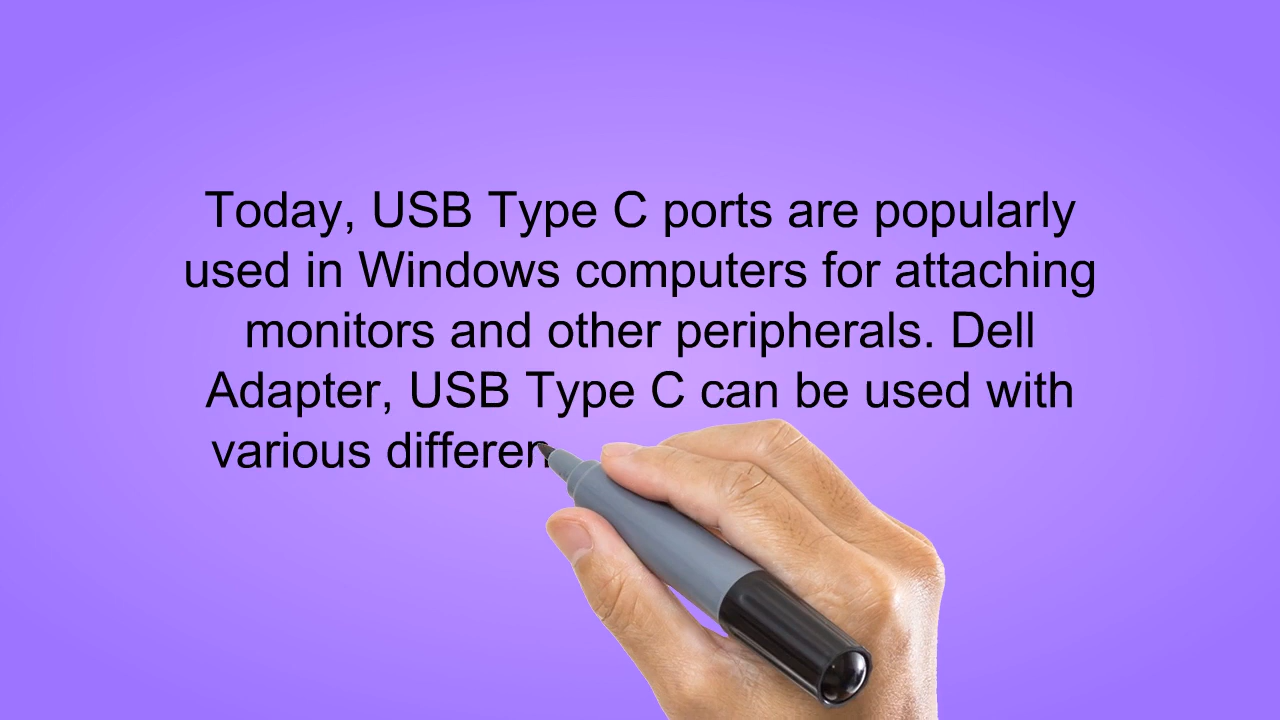 Today, USB Type C ports are popularly
used in Windows computers for attaching
monitors and other peripherals. Dell
Adapter, USB Type C can be used with
various differen